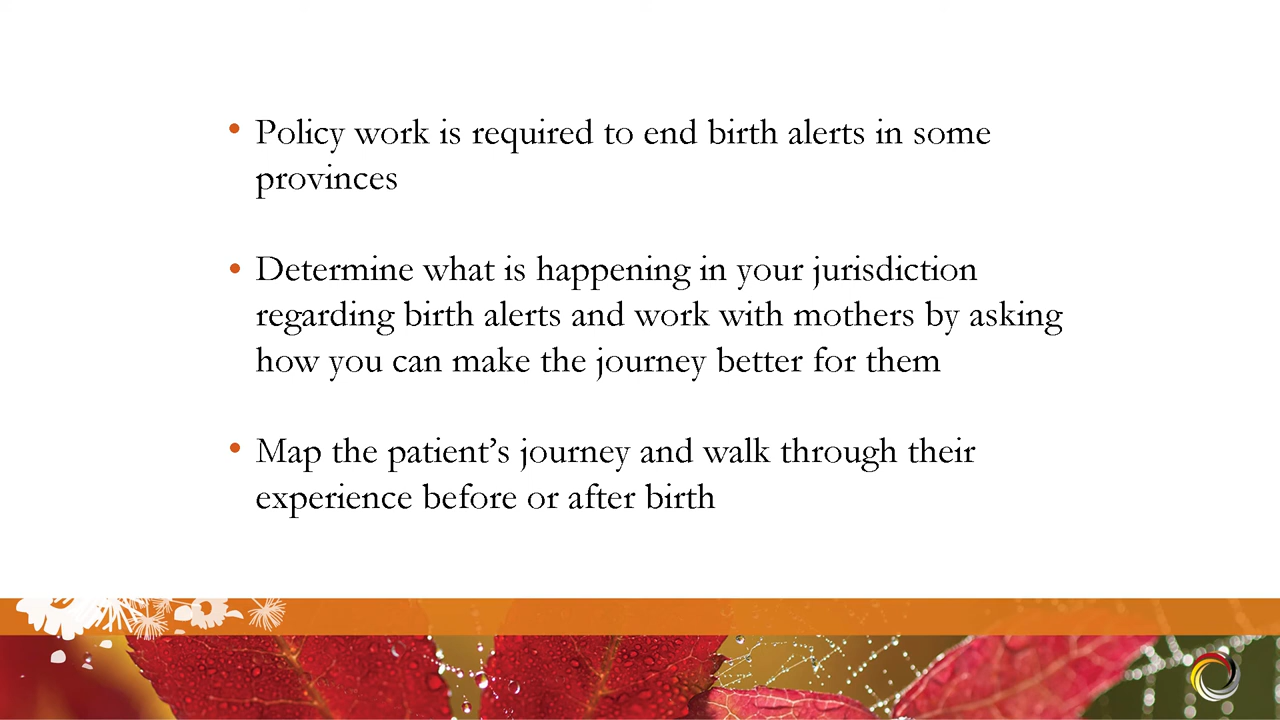 • Policy work is required to end birth alerts in some
provinces
• Determine what is happening in your jurisdiction
regarding birth alerts and work with mothers by asking
how you can make the journey better for them
• Map the patient’s journey and walk through their
experience before or after birth